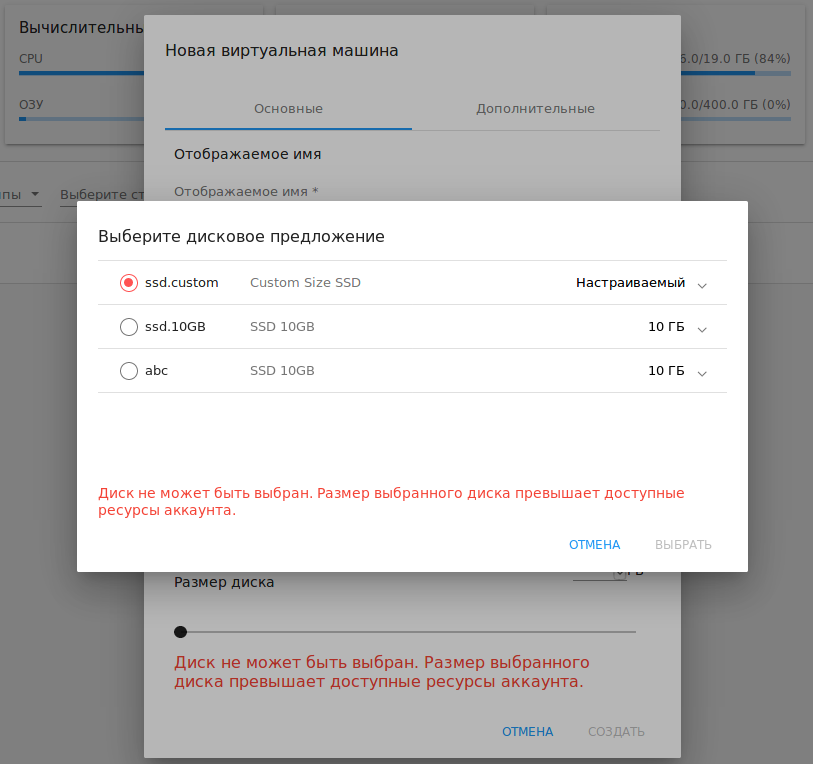 Вычислительны
CPU
6.0/19.0 ГБ (84%)
ОЗУ
0.0/400.0 ГБ (0%)
Новая виртуальная машина
Основные
Дополнительные
Отображаемое имя
Отображаемое имя *
Выберите ст
Выберите дисковое предложение
ssd.custom Custom Size SSD Настраиваемый
ssd.10GB SSD 10GB 10 ГБ
abc SSD 10GB 10 ГБ
Диск не может быть выбран. Размер выбранного диска превышает доступные
ресурсы аккаунта.
ОТМЕНА ВЫБРАТЬ
Размер диска
Диск не может быть выбран. Размер выбранного
диска превышает доступные ресурсы аккаунта.
ОТМЕНА СОЗДАТЬ